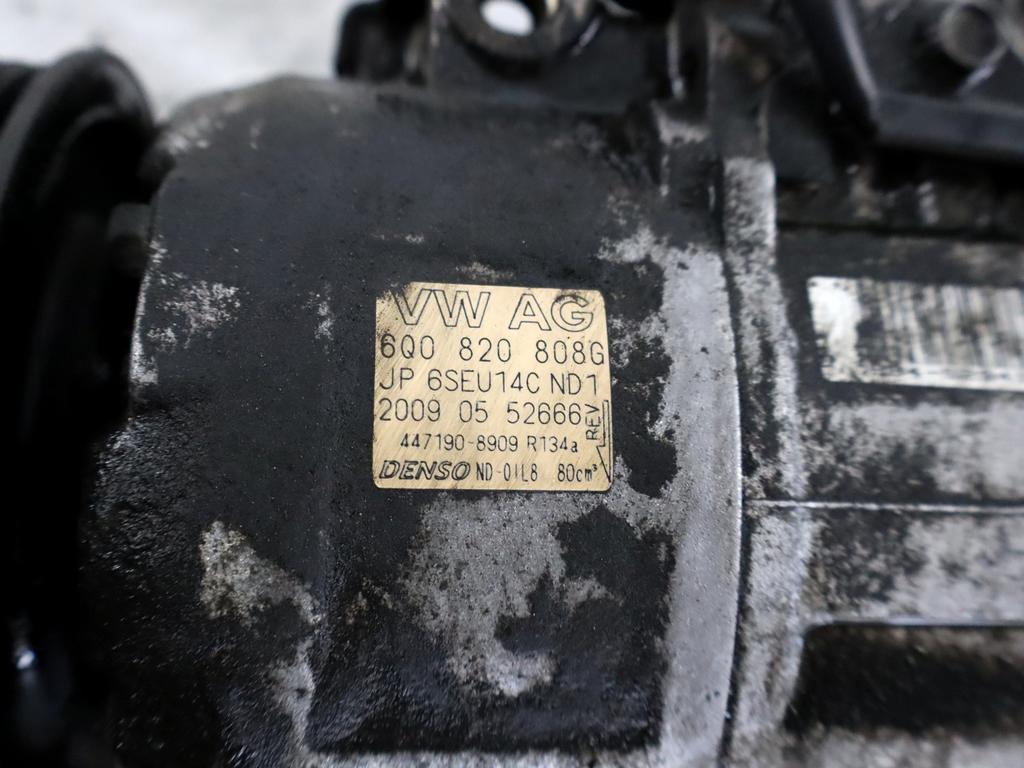 VW AG
6Q0 820 808G
JP 6SEU14C ND1
2009 05 52666
REV
447190-8909 R134a
DENSO ND-OIL8 80cm³